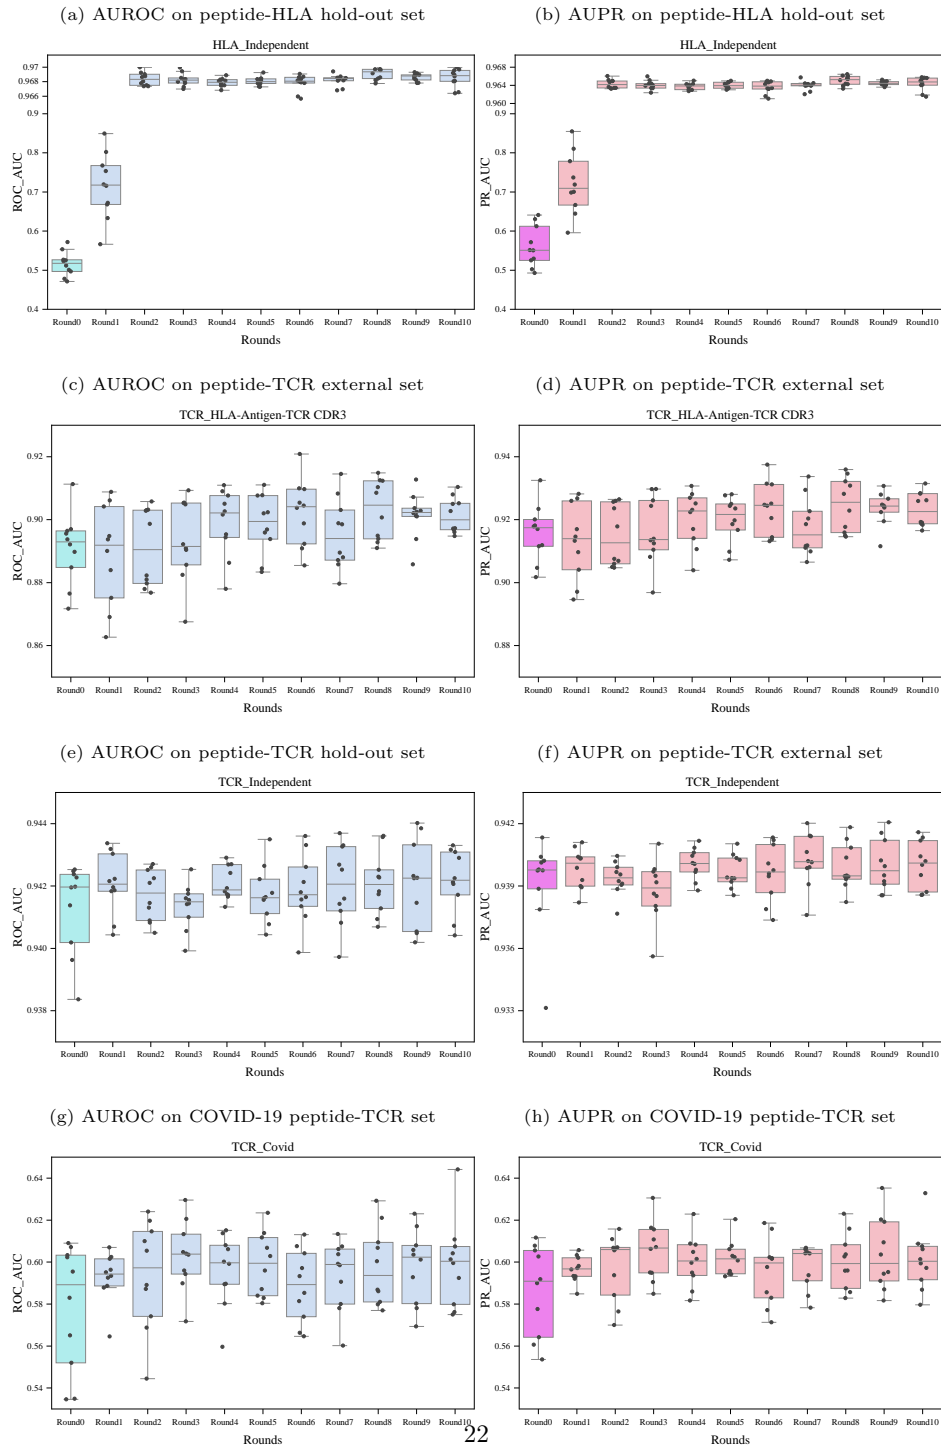 (a) AUROC on peptide-HLA hold-out set
(b) AUPR on peptide-HLA hold-out set
HLA_Independent
ROC_AUC
0.97
0.968
0.966
0.9
0.8
0.7
0.6
0.5
0.4
Round0 Round1 Round2 Round3 Round4 Round5 Round6 Round7 Round8 Round9 Round10
Rounds
HLA_Independent
PR_AUC
0.968
0.964
0.960
0.9
0.8
0.7
0.6
0.5
0.4
Round0 Round1 Round2 Round3 Round4 Round5 Round6 Round7 Round8 Round9 Round10
Rounds
(c) AUROC on peptide-TCR external set
(d) AUPR on peptide-TCR external set
TCR_HLA-Antigen-TCR CDR3
ROC_AUC
0.92
0.90
0.88
0.86
Round0 Round1 Round2 Round3 Round4 Round5 Round6 Round7 Round8 Round9 Round10
Rounds
TCR_HLA-Antigen-TCR CDR3
PR_AUC
0.94
0.92
0.90
0.88
Round0 Round1 Round2 Round3 Round4 Round5 Round6 Round7 Round8 Round9 Round10
Rounds
(e) AUROC on peptide-TCR hold-out set
(f) AUPR on peptide-TCR external set
TCR_Independent
ROC_AUC
0.944
0.942
0.940
0.938
Round0 Round1 Round2 Round3 Round4 Round5 Round6 Round7 Round8 Round9 Round10
Rounds
TCR_Independent
PR_AUC
0.942
0.939
0.936
0.933
Round0 Round1 Round2 Round3 Round4 Round5 Round6 Round7 Round8 Round9 Round10
Rounds
(g) AUROC on COVID-19 peptide-TCR set
(h) AUPR on COVID-19 peptide-TCR set
TCR_Covid
ROC_AUC
0.64
0.62
0.60
0.58
0.56
0.54
Round0 Round1 Round2 Round3 Round4 Round5 Round6 Round7 Round8 Round9 Round10
Rounds
TCR_Covid
PR_AUC
0.64
0.62
0.60
0.58
0.56
0.54
Round0 Round1 Round2 Round3 Round4 Round5 Round6 Round7 Round8 Round9 Round10
Rounds
22